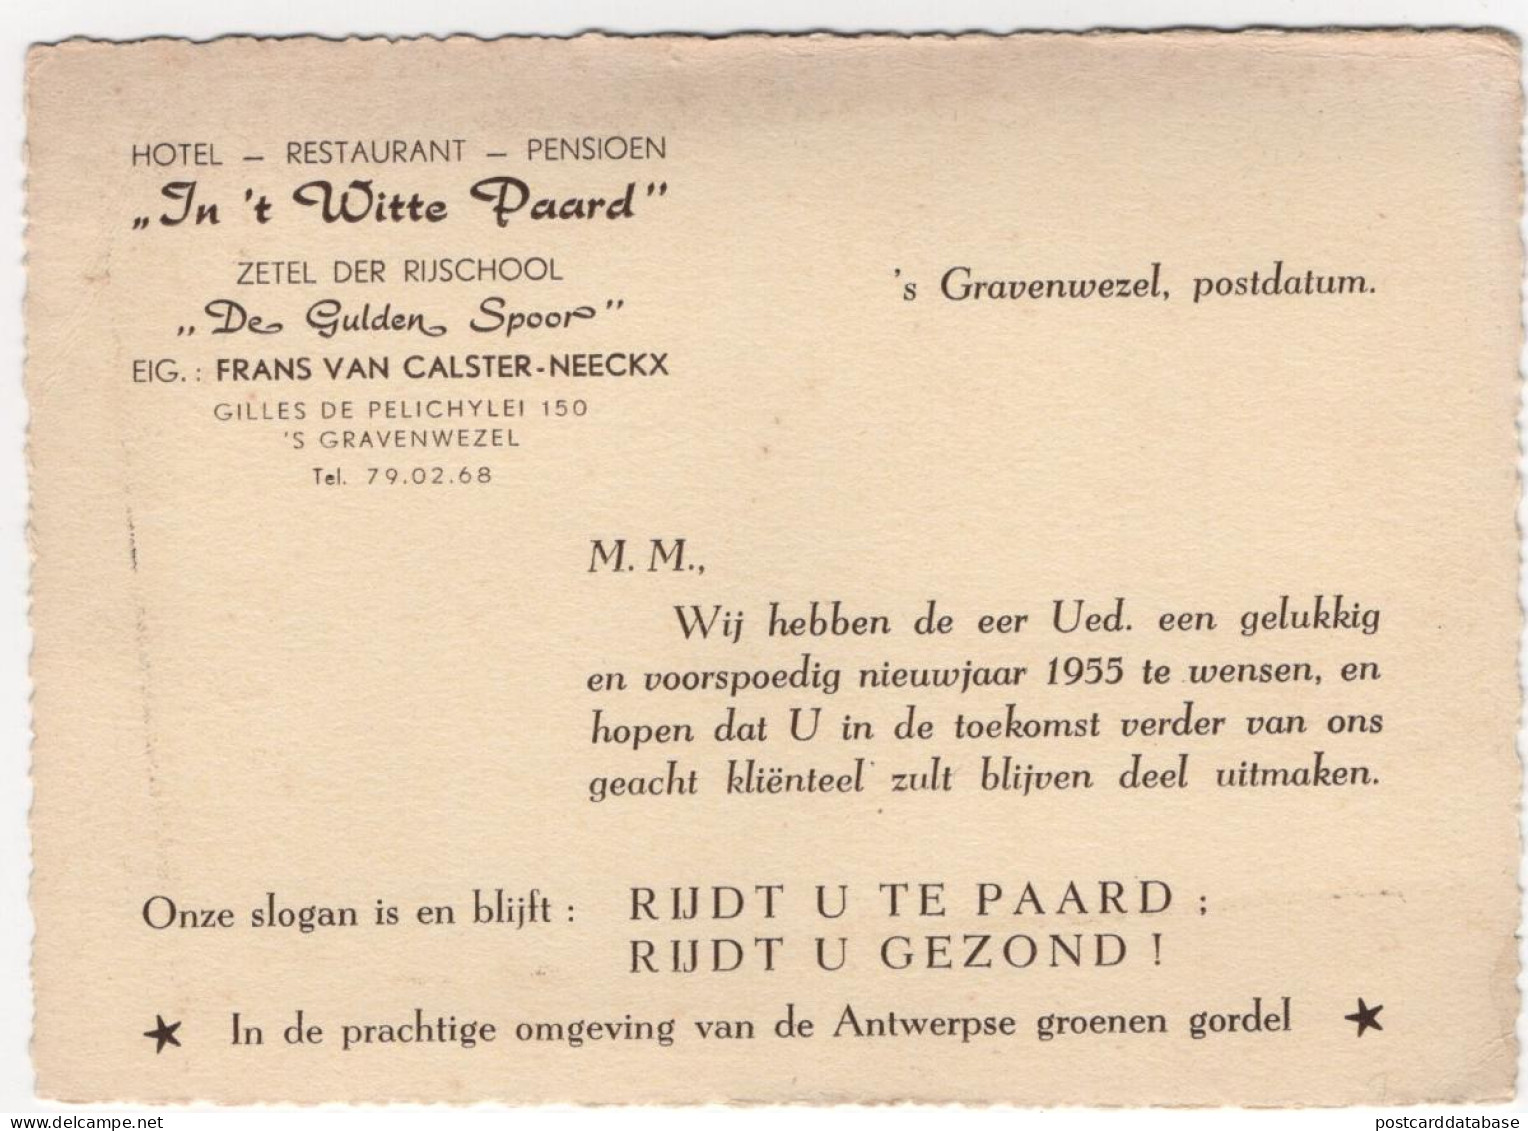 HOTEL – RESTAURANT – PENSIOEN
„In 't Witte Paard”
ZETEL DER RIJSCHOOL
„De Gulden Spoor”
EIG. : FRANS VAN CALSTER-NEECKX
GILLES DE PELICHYLEI 150
'S GRAVENWEZEL
Tel. 79.02.68
's Gravenwezel, postdatum.
M. M.,
Wij hebben de eer Ued. een gelukkig
en voorspoedig nieuwjaar 1955 te wensen, en
hopen dat U in de toekomst verder van ons
geacht kliënteel zult blijven deel uitmaken.
Onze slogan is en blijft : RIJDT U TE PAARD ;
RIJDT U GEZOND !
★ In de prachtige omgeving van de Antwerpse groenen gordel ★
postcarddatabase
delcampe.net